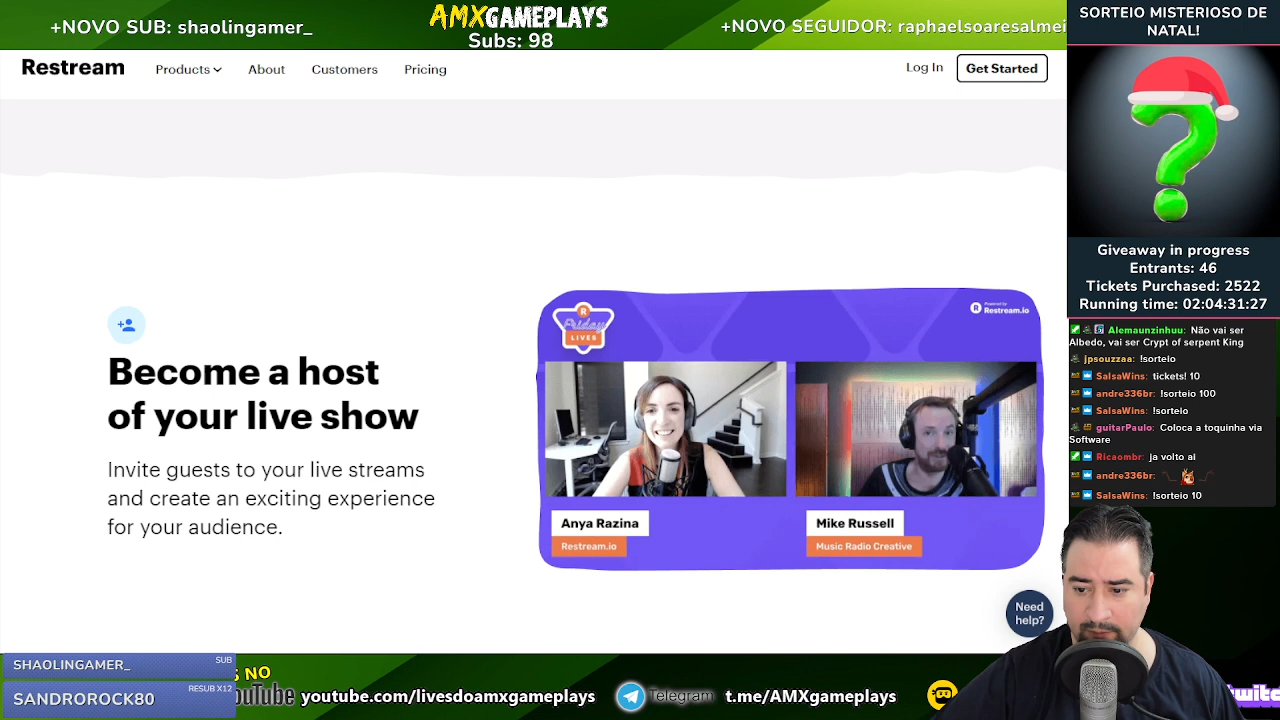 +NOVO SUB: shaolingamer_
AMXGAMEPLAYS
Subs: 98
+NOVO SEGUIDOR: raphaelsoaresalmei
SORTEIO MISTERIOSO DE
NATAL!
Restream
Products
About
Customers
Pricing
Log In
Get Started
Become a host
of your live show
Invite guests to your live streams
and create an exciting experience
for your audience.
R
Friday
LIVES
Powered by
Restream.io
Anya Razina
Restream.io
Mike Russell
Music Radio Creative
Need
help?
Giveaway in progress
Entrants: 46
Tickets Purchased: 2522
Running time: 02:04:31:27
Alemaunzinhuu: Não vai ser
Albedo, vai ser Crypt of serpent King
jpsouzzaa: !sorteio
SalsaWins: tickets! 10
andre336br: !sorteio 100
SalsaWins: !sorteio
guitarPaulo: Coloca a toquinha via
Software
Ricaombr: ja volto aI
andre336br:
SalsaWins: !sorteio 10
SHAOLINGAMER_
SUB
SANDROROCK80
RESUB X12
S NO
youtube.com/livesdoamxgameplays
Telegram
t.me/AMXgameplays